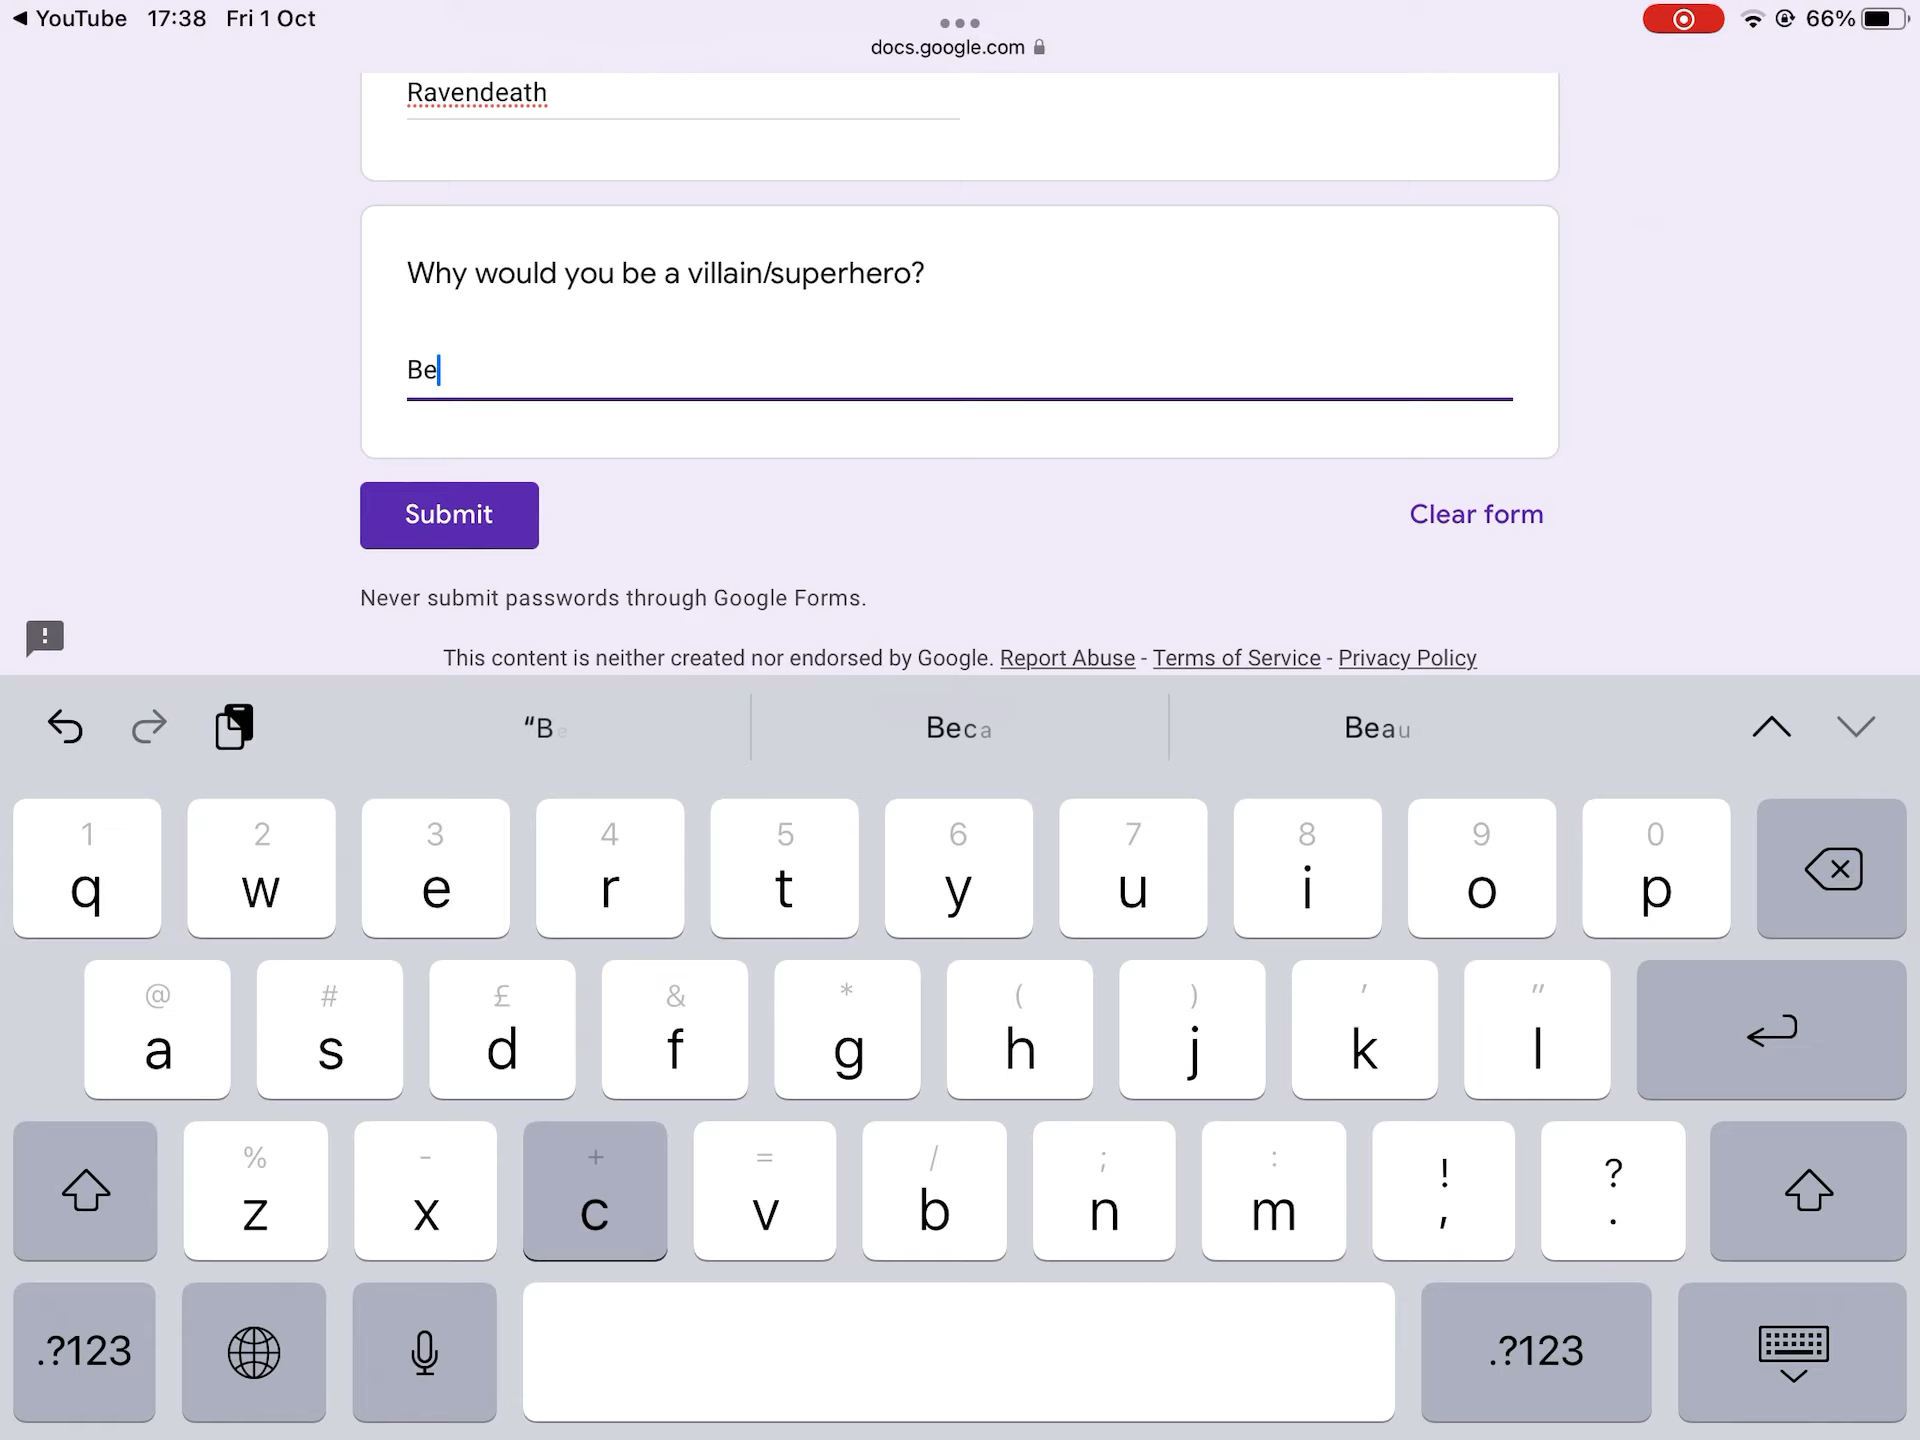 YouTube 17:38 Fri 1 Oct
66%
docs.google.com
Ravendeath
Why would you be a villain/superhero?
Be
Submit
Clear form
Never submit passwords through Google Forms.
This content is neither created nor endorsed by Google. Report Abuse - Terms of Service - Privacy Policy
“Be
Beca
Beau
1 2 3 4 5 6 7 8 9 0
q w e r t y u i o p
@ # £ & * ( ) ' "
a s d f g h j k l
% - + = / ; : ! ?
z x c v b n m , .
.?123
.?123